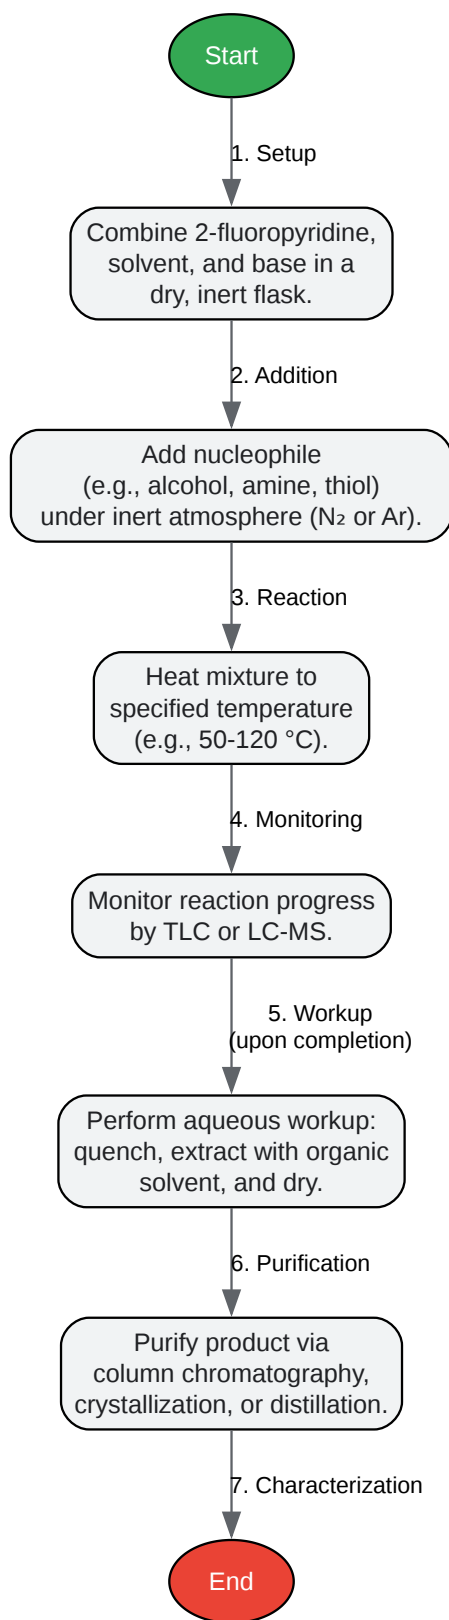 Start
1. Setup
Combine 2-fluoropyridine,
solvent, and base in a
dry, inert flask.
2. Addition
Add nucleophile
(e.g., alcohol, amine, thiol)
under inert atmosphere (N₂ or Ar).
3. Reaction
Heat mixture to
specified temperature
(e.g., 50-120 °C).
4. Monitoring
Monitor reaction progress
by TLC or LC-MS.
5. Workup
(upon completion)
Perform aqueous workup:
quench, extract with organic
solvent, and dry.
6. Purification
Purify product via
column chromatography,
crystallization, or distillation.
7. Characterization
End